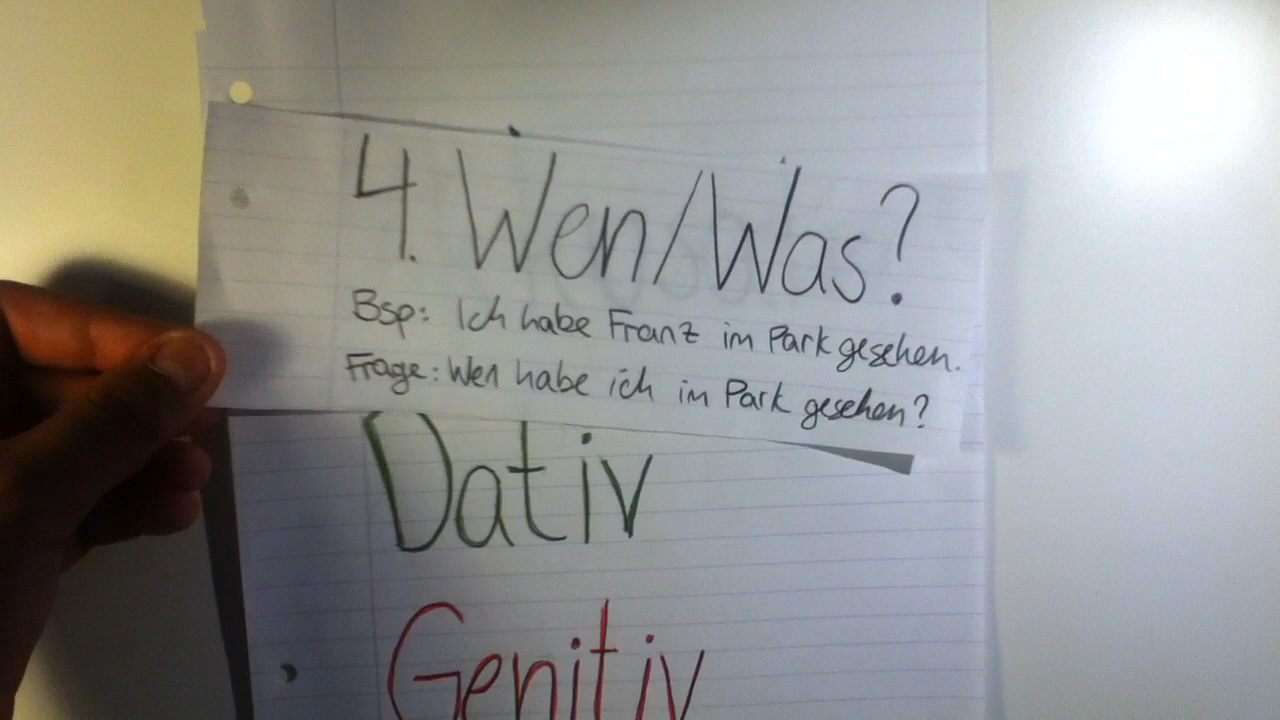 4. Wen/Was?
Bsp: Ich habe Franz im Park gesehen.
Frage: Wen habe ich im Park gesehen?
Dativ
Genitiv